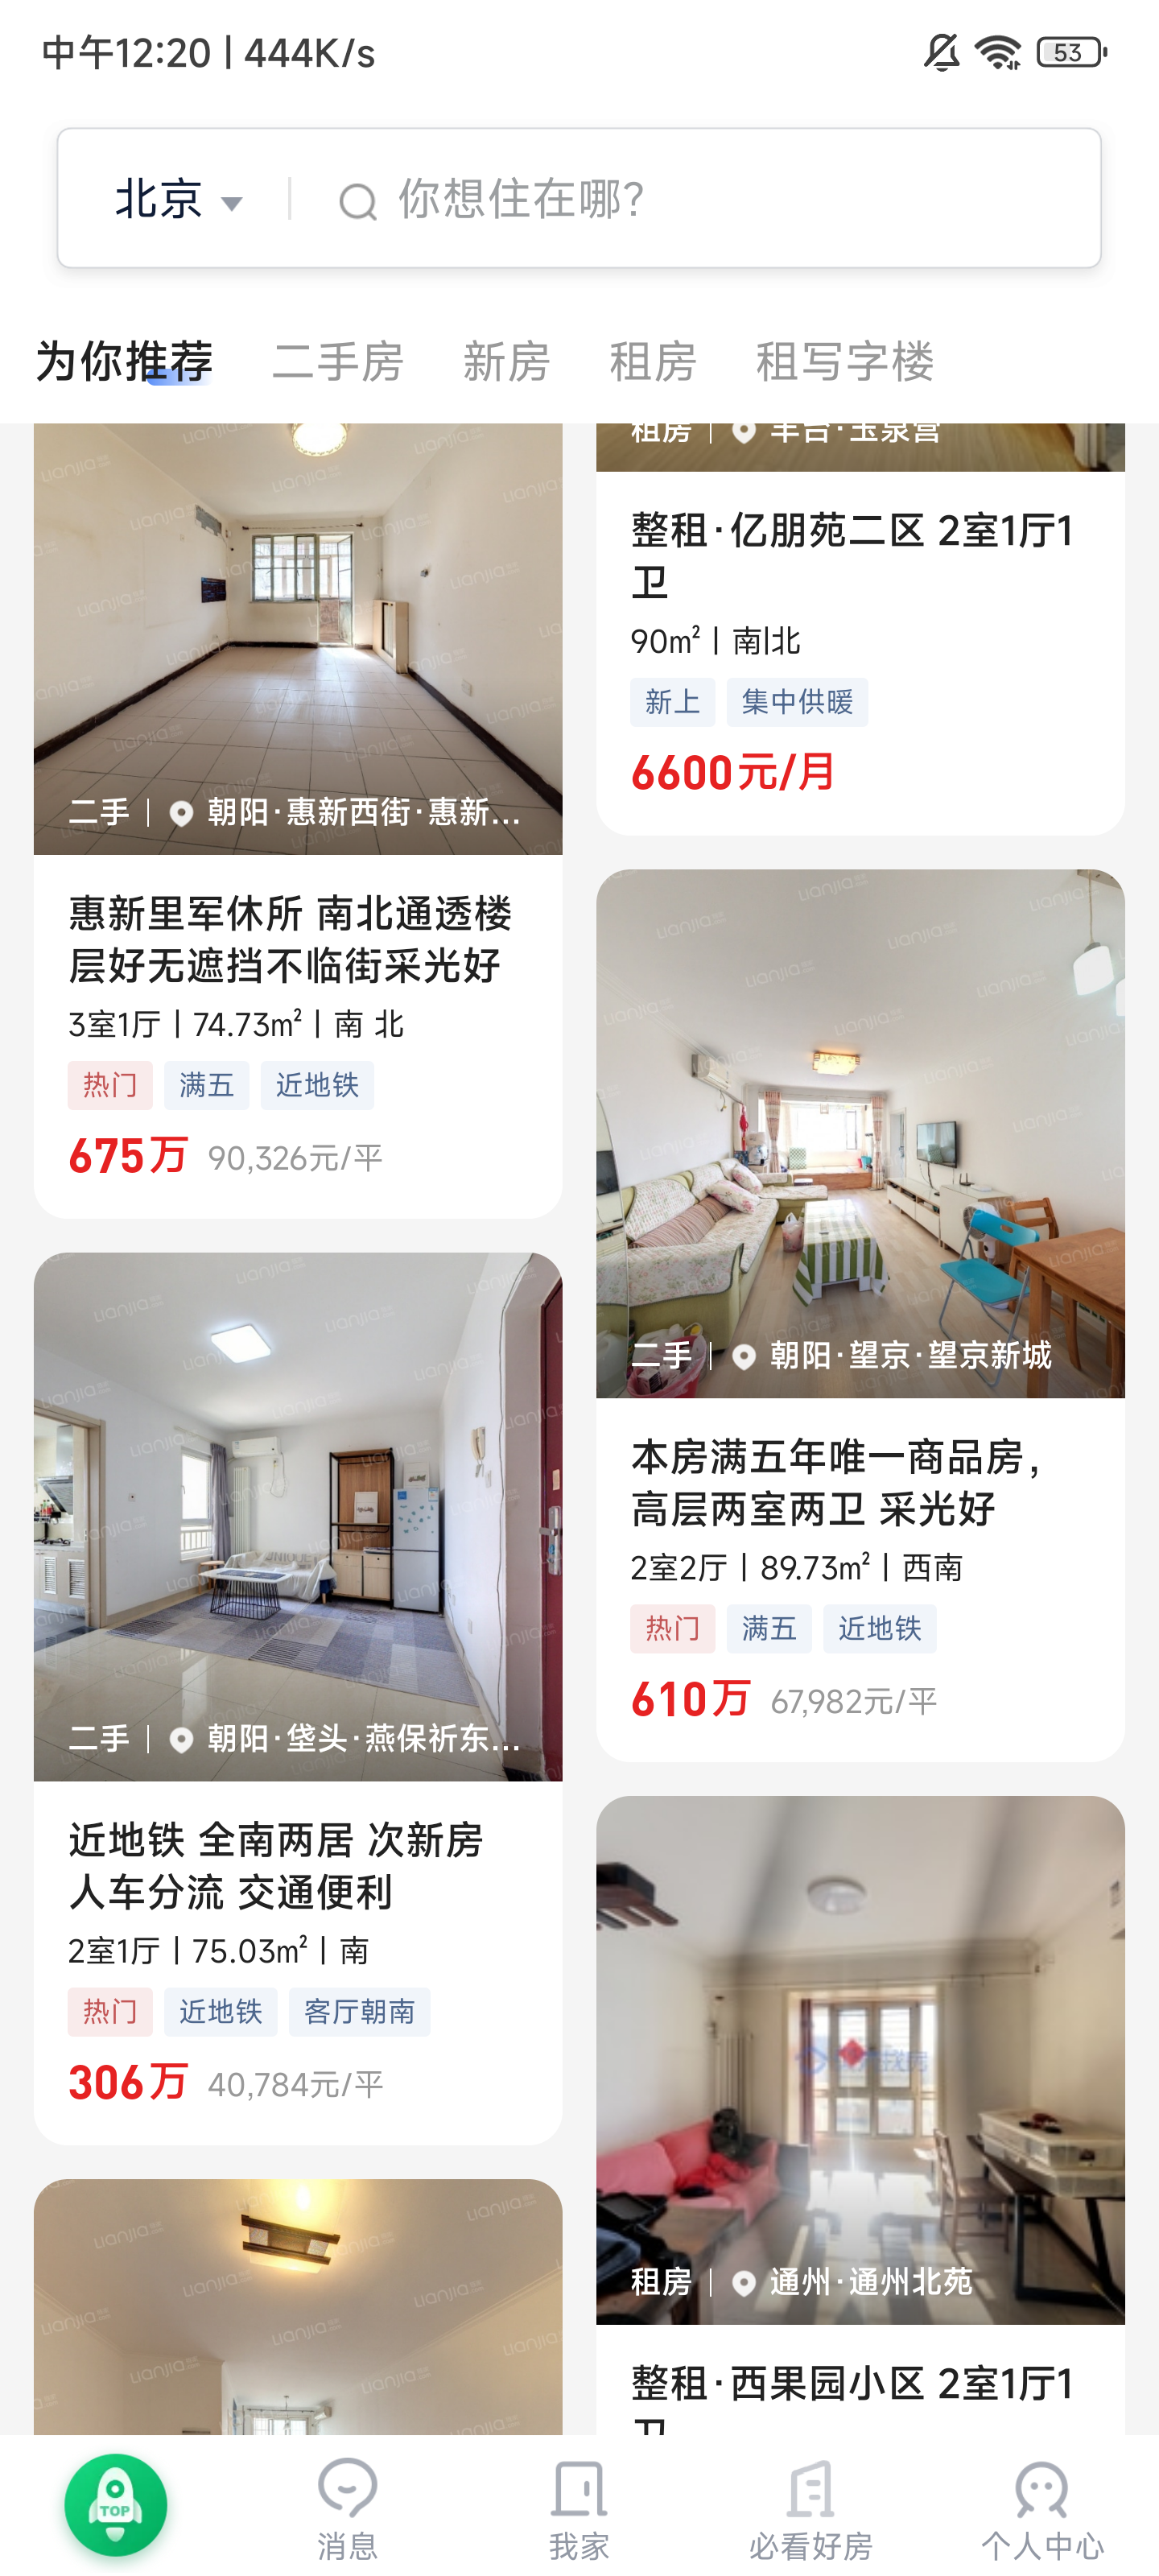 中午12:20 | 444K/s
53
北京
你想住在哪?
为你推荐 二手房 新房 租房 租写字楼
二手 | 朝阳·惠新西街·惠新...
惠新里军休所 南北通透楼
层好无遮挡不临街采光好
3室1厅 | 74.73m² | 南 北
热门 满五 近地铁
675万 90,326元/平
二手 | 朝阳·垡头·燕保祈东...
近地铁 全南两居 次新房
人车分流 交通便利
2室1厅 | 75.03m² | 南
热门 近地铁 客厅朝南
306万 40,784元/平
租房 | 丰台·玉泉营
整租·亿朋苑二区 2室1厅1
卫
90m² | 南|北
新上 集中供暖
6600元/月
二手 | 朝阳·望京·望京新城
本房满五年唯一商品房，
高层两室两卫 采光好
2室2厅 | 89.73m² | 西南
热门 满五 近地铁
610万 67,982元/平
租房 | 通州·通州北苑
整租·西果园小区 2室1厅1
卫
TOP
消息
我家
必看好房
个人中心
lianjia